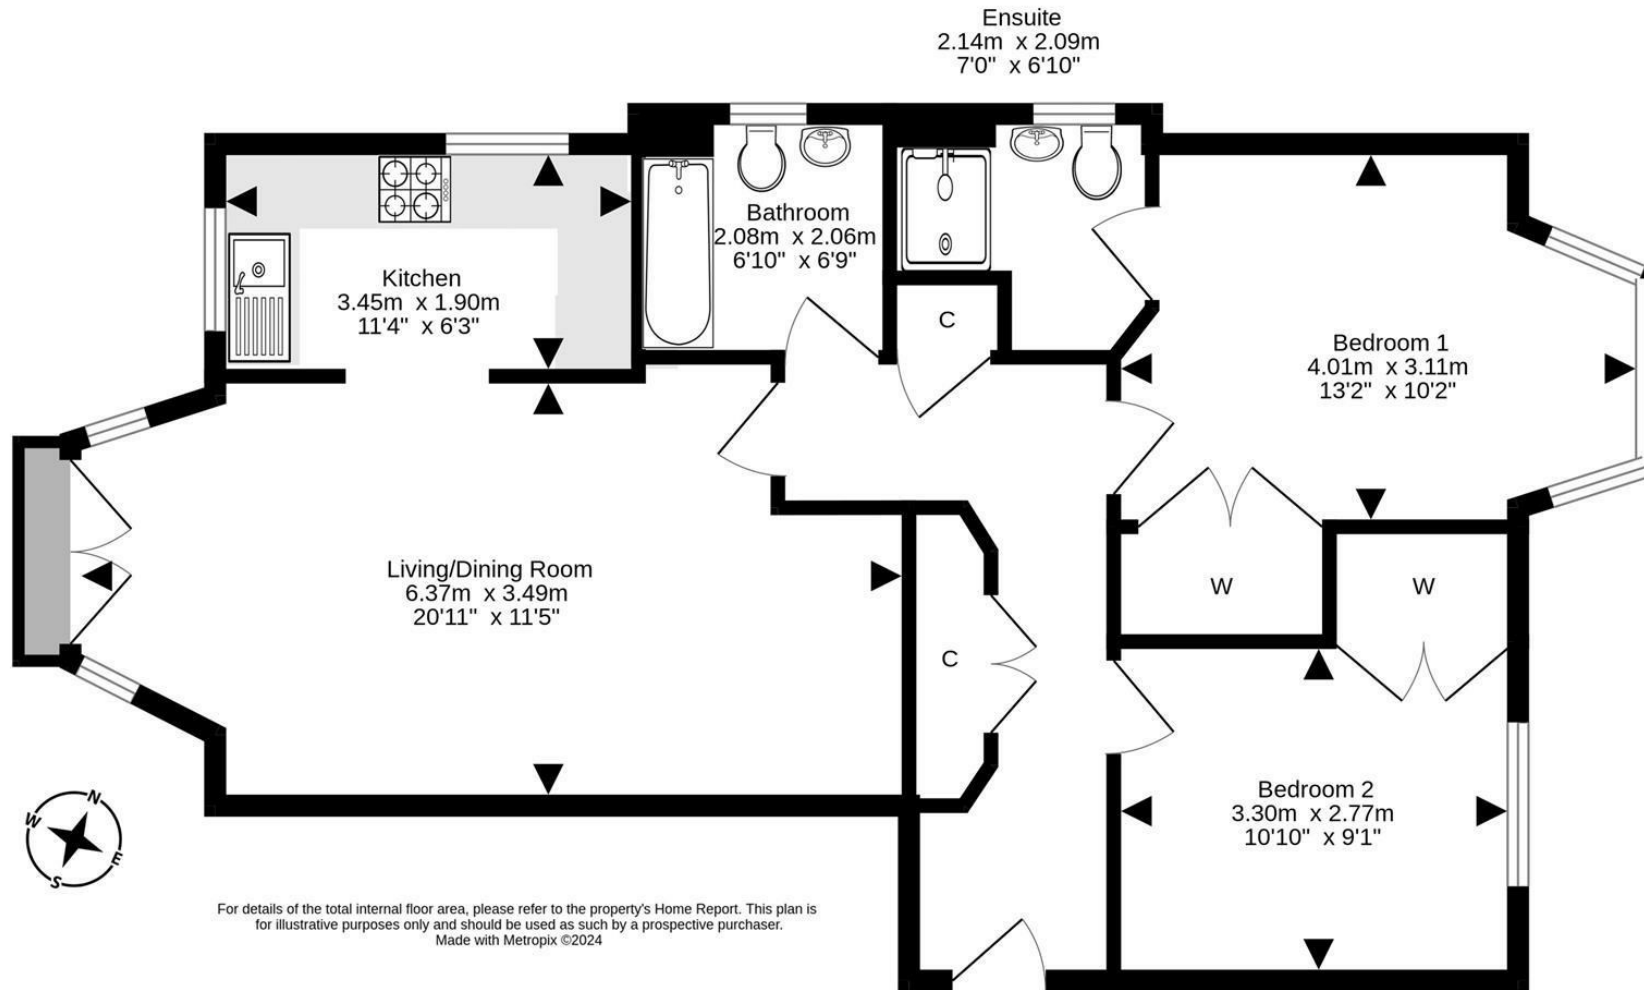 Ensuite
2.14m x 2.09m
7'0" x 6'10"
Bathroom
2.08m x 2.06m
6'10" x 6'9"
Kitchen
3.45m x 1.90m
11'4" x 6'3"
C
Bedroom 1
4.01m x 3.11m
13'2" x 10'2"
Living/Dining Room
6.37m x 3.49m
20'11" x 11'5"
W
W
C
Bedroom 2
3.30m x 2.77m
10'10" x 9'1"
N
W
E
S
For details of the total internal floor area, please refer to the property's Home Report. This plan is
for illustrative purposes only and should be used as such by a prospective purchaser.
Made with Metropix ©2024